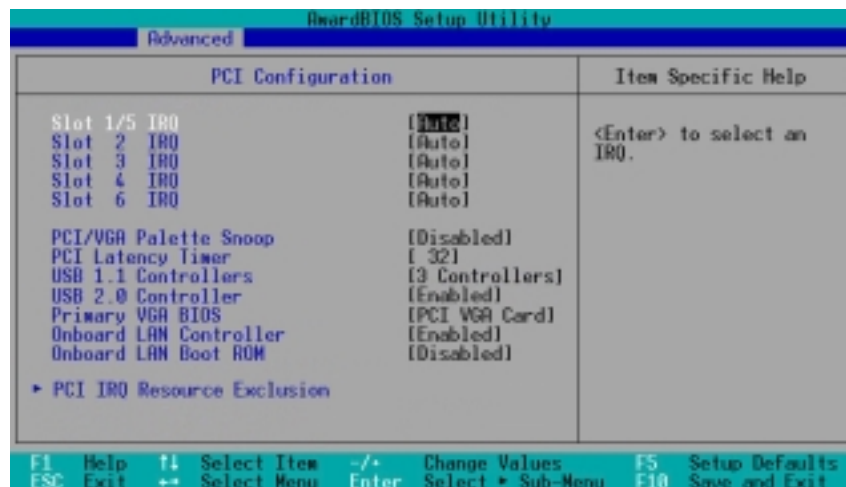 AwardBIOS Setup Utility
Advanced
PCI Configuration
Item Specific Help
Slot 1/5 IRQ [Auto]
Slot 2 IRQ [Auto]
Slot 3 IRQ [Auto]
Slot 4 IRQ [Auto]
Slot 6 IRQ [Auto]
<Enter> to select an
IRQ.
PCI/VGA Palette Snoop [Disabled]
PCI Latency Timer [ 32]
USB 1.1 Controllers [3 Controllers]
USB 2.0 Controller [Enabled]
Primary VGA BIOS [PCI VGA Card]
Onboard LAN Controller [Enabled]
Onboard LAN Boot ROM [Disabled]
▸ PCI IRQ Resource Exclusion
F1 Help ↑↓ Select Item -/+ Change Values F5 Setup Defaults
ESC Exit ←→ Select Menu Enter Select ▸ Sub-Menu F10 Save and Exit